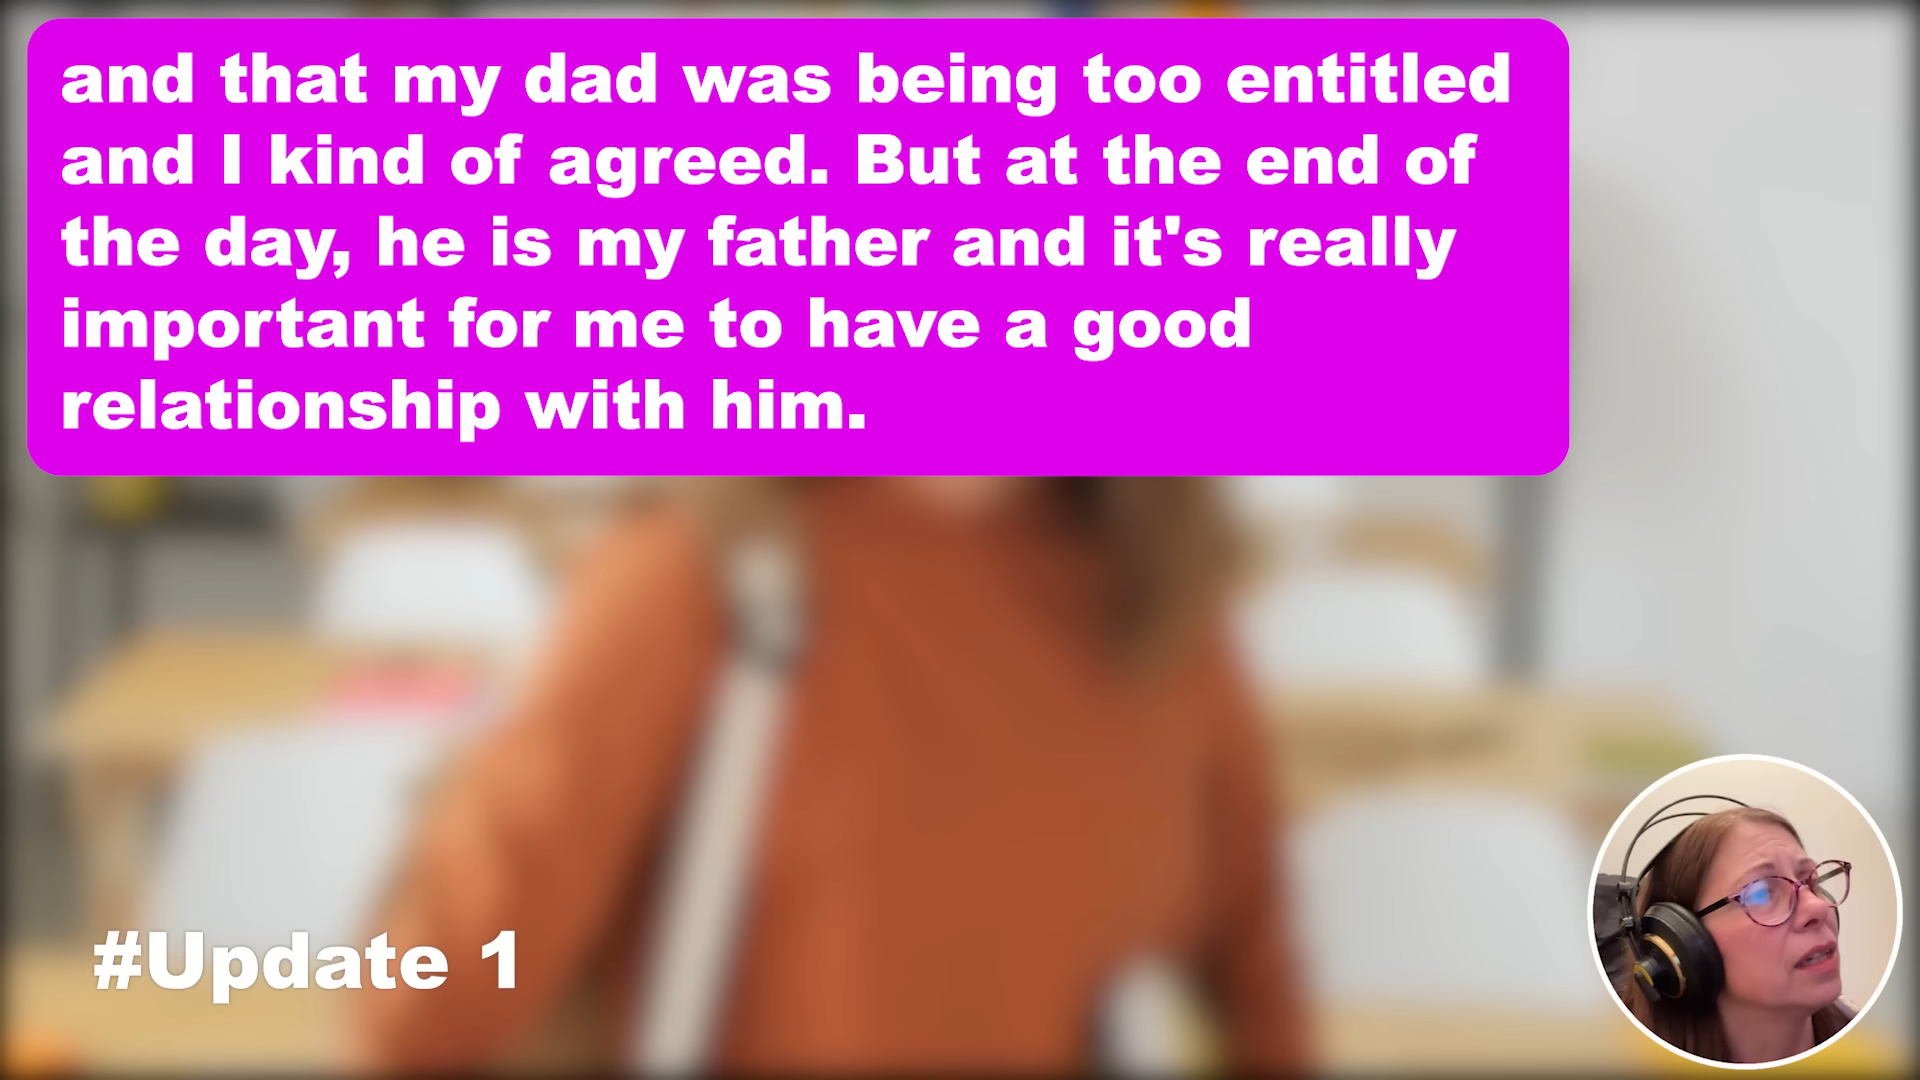 and that my dad was being too entitled
and I kind of agreed. But at the end of
the day, he is my father and it's really
important for me to have a good
relationship with him.
#Update 1